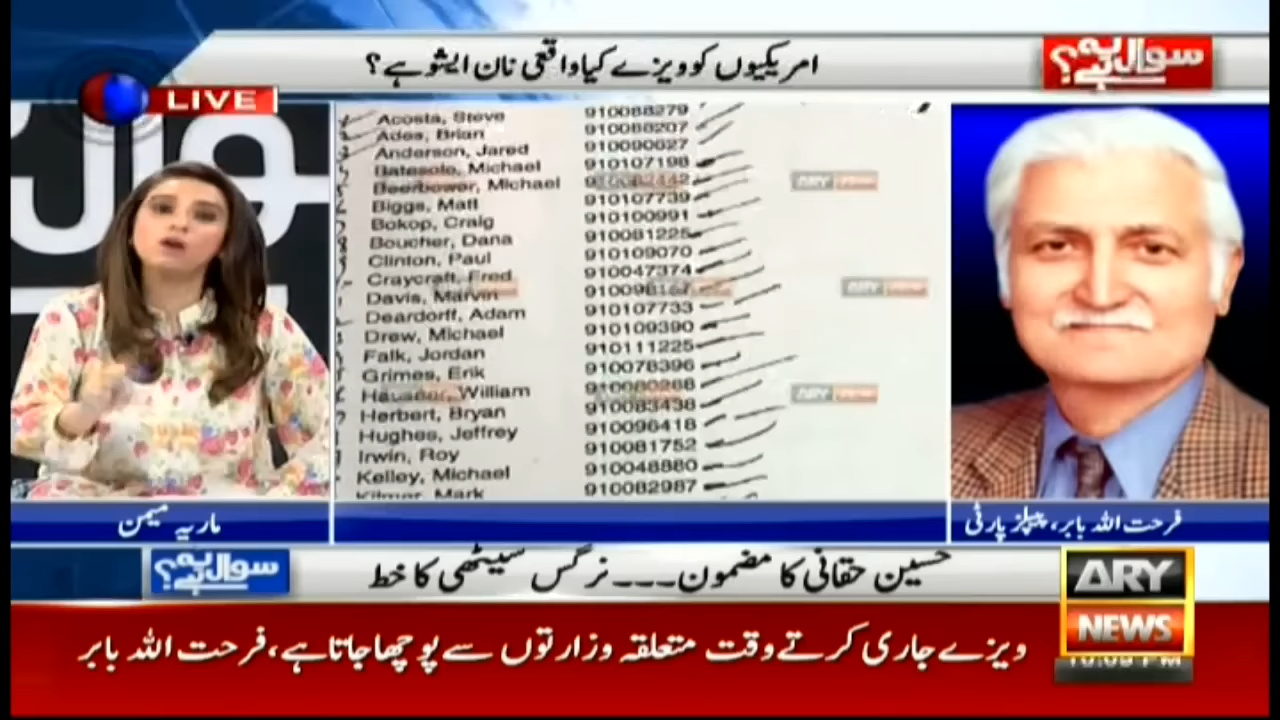 امریکیوں کو ویزے کیا واقعی نان ایشو ہے؟
سوال یہ ہے؟
LIVE
Acosta, Steve 910088279
Ades, Brian 910088207
Anderson, Jared 910090027
Batesole, Michael 910107198
Beerbower, Michael 910082442
Biggs, Matt 910107739
Bokop, Craig 910100991
Boucher, Dana 910081225
Clinton, Paul 910109070
Craycraft, Fred 910047374
Davis, Marvin
Deardorff, Adam 910107733
Drew, Michael 910109390
Falk, Jordan 910111225
Grimes, Erik 910078396
William 910080288
Herbert, Bryan 910083438
Hughes, Jeffrey 910096418
Irwin, Roy 910081752
Kelley, Michael 910048880
Kilmer, Mark 910082987
ARY
ARY
ARY
ماریہ میمن
فرحت اللہ بابر، پیپلز پارٹی
سوال یہ ہے؟
حسین حقانی کا مضمون۔۔۔نرگس سیٹھی کا خط
ARY
NEWS
ویزے جاری کرتے وقت متعلقہ وزارتوں سے پوچھا جاتا ہے، فرحت اللہ بابر